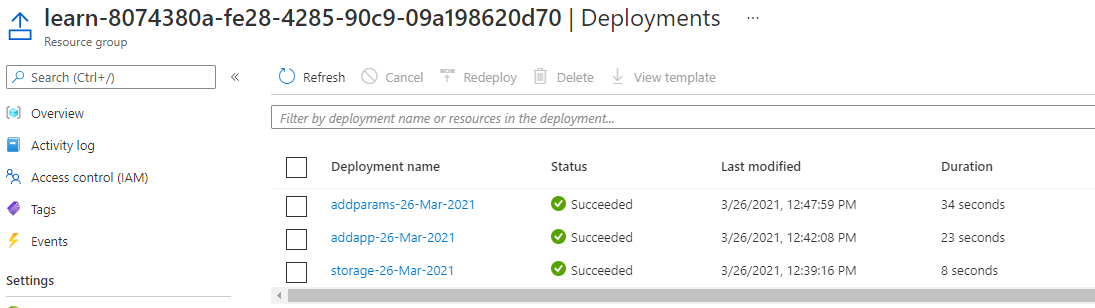 learn-8074380a-fe28-4285-90c9-09a198620d70 | Deployments ...
Resource group
Search (Ctrl+/) «
Refresh Cancel Redeploy Delete View template
Overview
Filter by deployment name or resources in the deployment...
Activity log
Access control (IAM)
Tags
Events
Settings
Deployment name Status Last modified Duration
addparams-26-Mar-2021 Succeeded 3/26/2021, 12:47:59 PM 34 seconds
addapp-26-Mar-2021 Succeeded 3/26/2021, 12:42:08 PM 23 seconds
storage-26-Mar-2021 Succeeded 3/26/2021, 12:39:16 PM 8 seconds